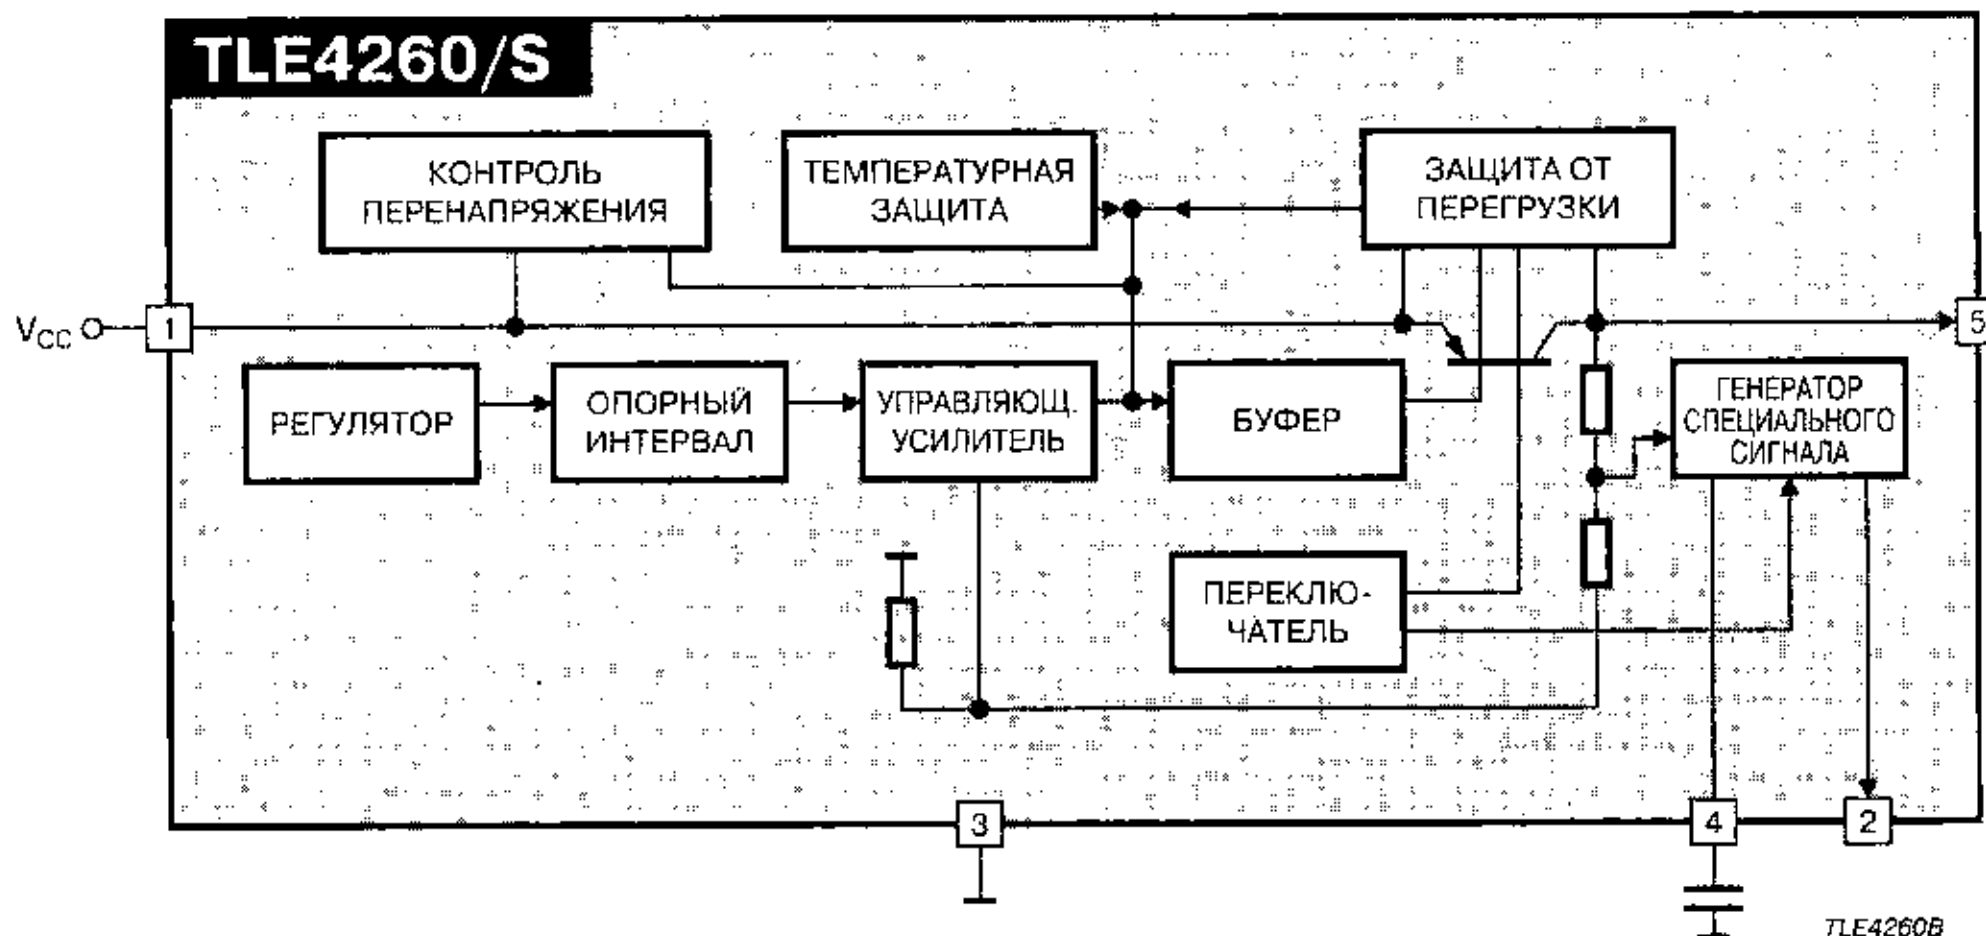 TLE4260/S
КОНТРОЛЬ
ПЕРЕНАПРЯЖЕНИЯ
ТЕМПЕРАТУРНАЯ
ЗАЩИТА
ЗАЩИТА ОТ
ПЕРЕГРУЗКИ
VCC
1
5
РЕГУЛЯТОР
ОПОРНЫЙ
ИНТЕРВАЛ
УПРАВЛЯЮЩ.
УСИЛИТЕЛЬ
БУФЕР
ГЕНЕРАТОР
СПЕЦИАЛЬНОГО
СИГНАЛА
ПЕРЕКЛЮ-
ЧАТЕЛЬ
3
4
2
TLE4260B